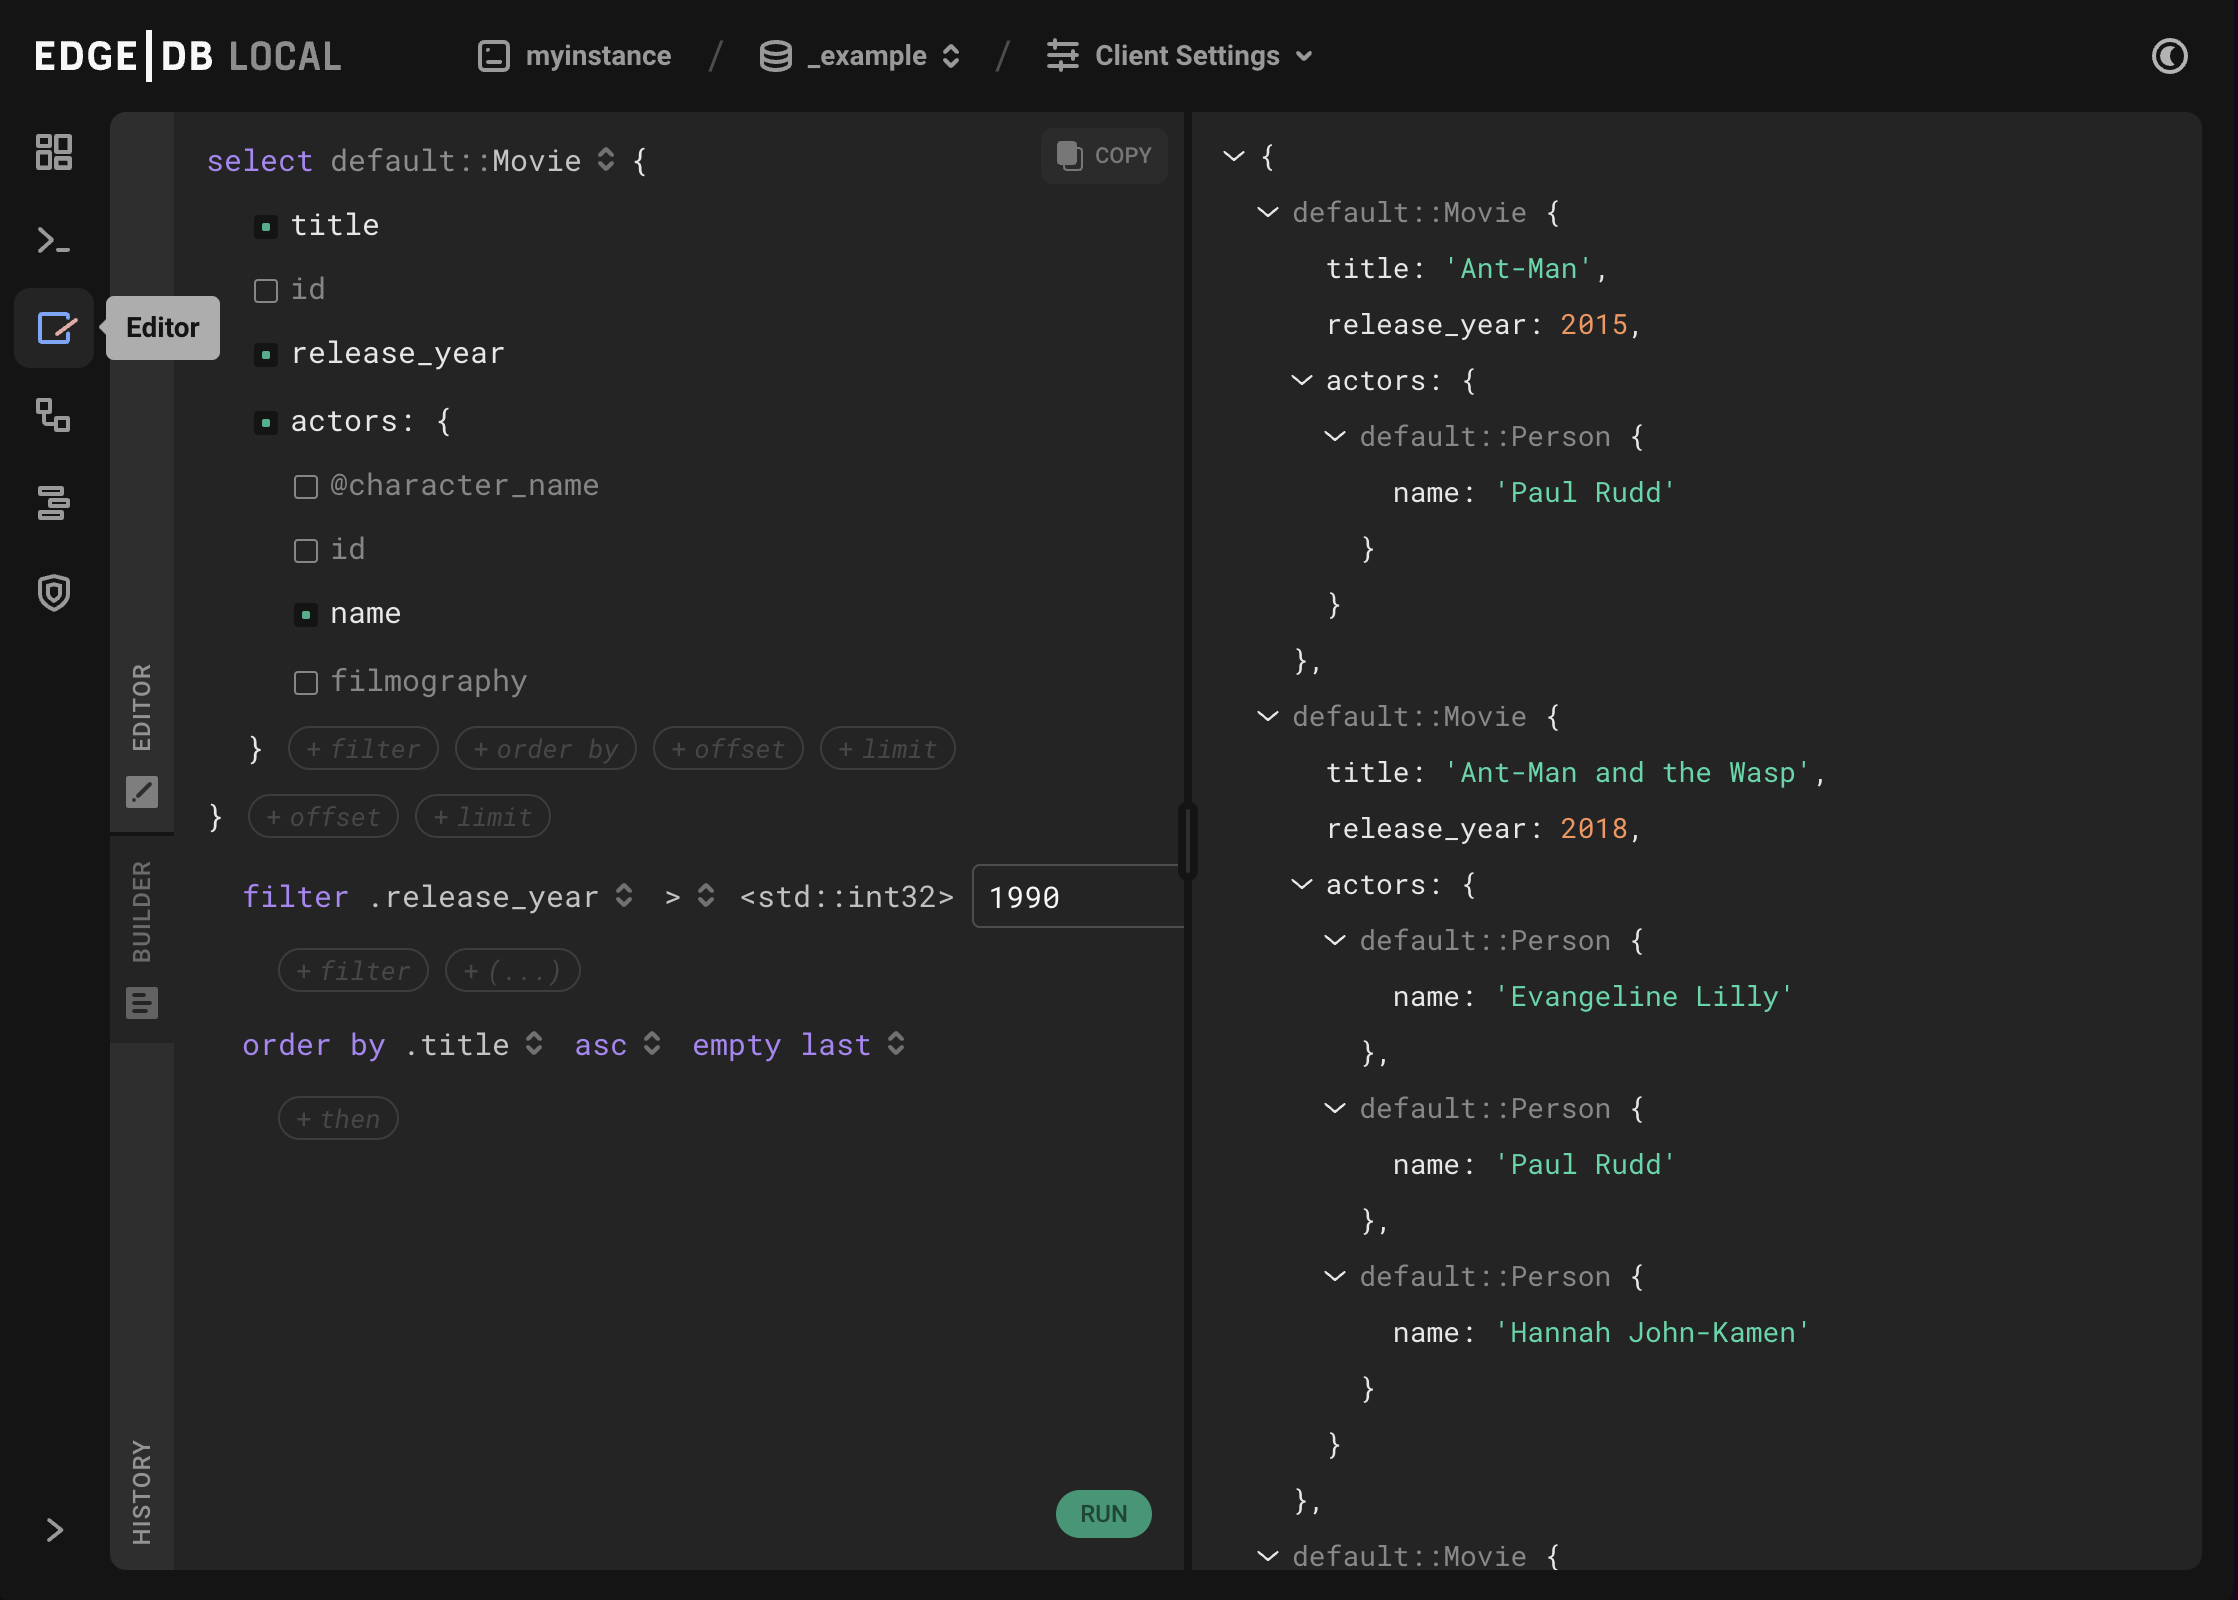 EDGE|DB LOCAL
myinstance / _example / Client Settings
Editor
EDITOR
BUILDER
HISTORY
COPY
select default::Movie {
title
id
release_year
actors: {
@character_name
id
name
filmography
} + filter + order by + offset + limit
} + offset + limit
filter .release_year > <std::int32> 1990
+ filter + (...)
order by .title asc empty last
+ then
RUN
{
default::Movie {
title: 'Ant-Man',
release_year: 2015,
actors: {
default::Person {
name: 'Paul Rudd'
}
}
},
default::Movie {
title: 'Ant-Man and the Wasp',
release_year: 2018,
actors: {
default::Person {
name: 'Evangeline Lilly'
},
default::Person {
name: 'Paul Rudd'
},
default::Person {
name: 'Hannah John-Kamen'
}
}
},
default::Movie {